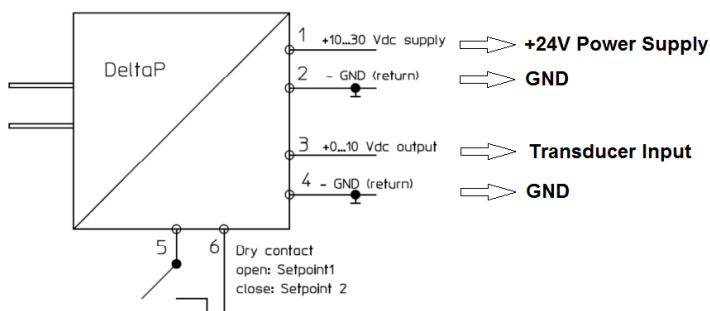 DeltaP
1 +10...30 Vdc supply +24V Power Supply
2 - GND (return) GND
3 +0...10 Vdc output Transducer Input
4 - GND (return) GND
5 6 Dry contact
open: Setpoint1
close: Setpoint 2